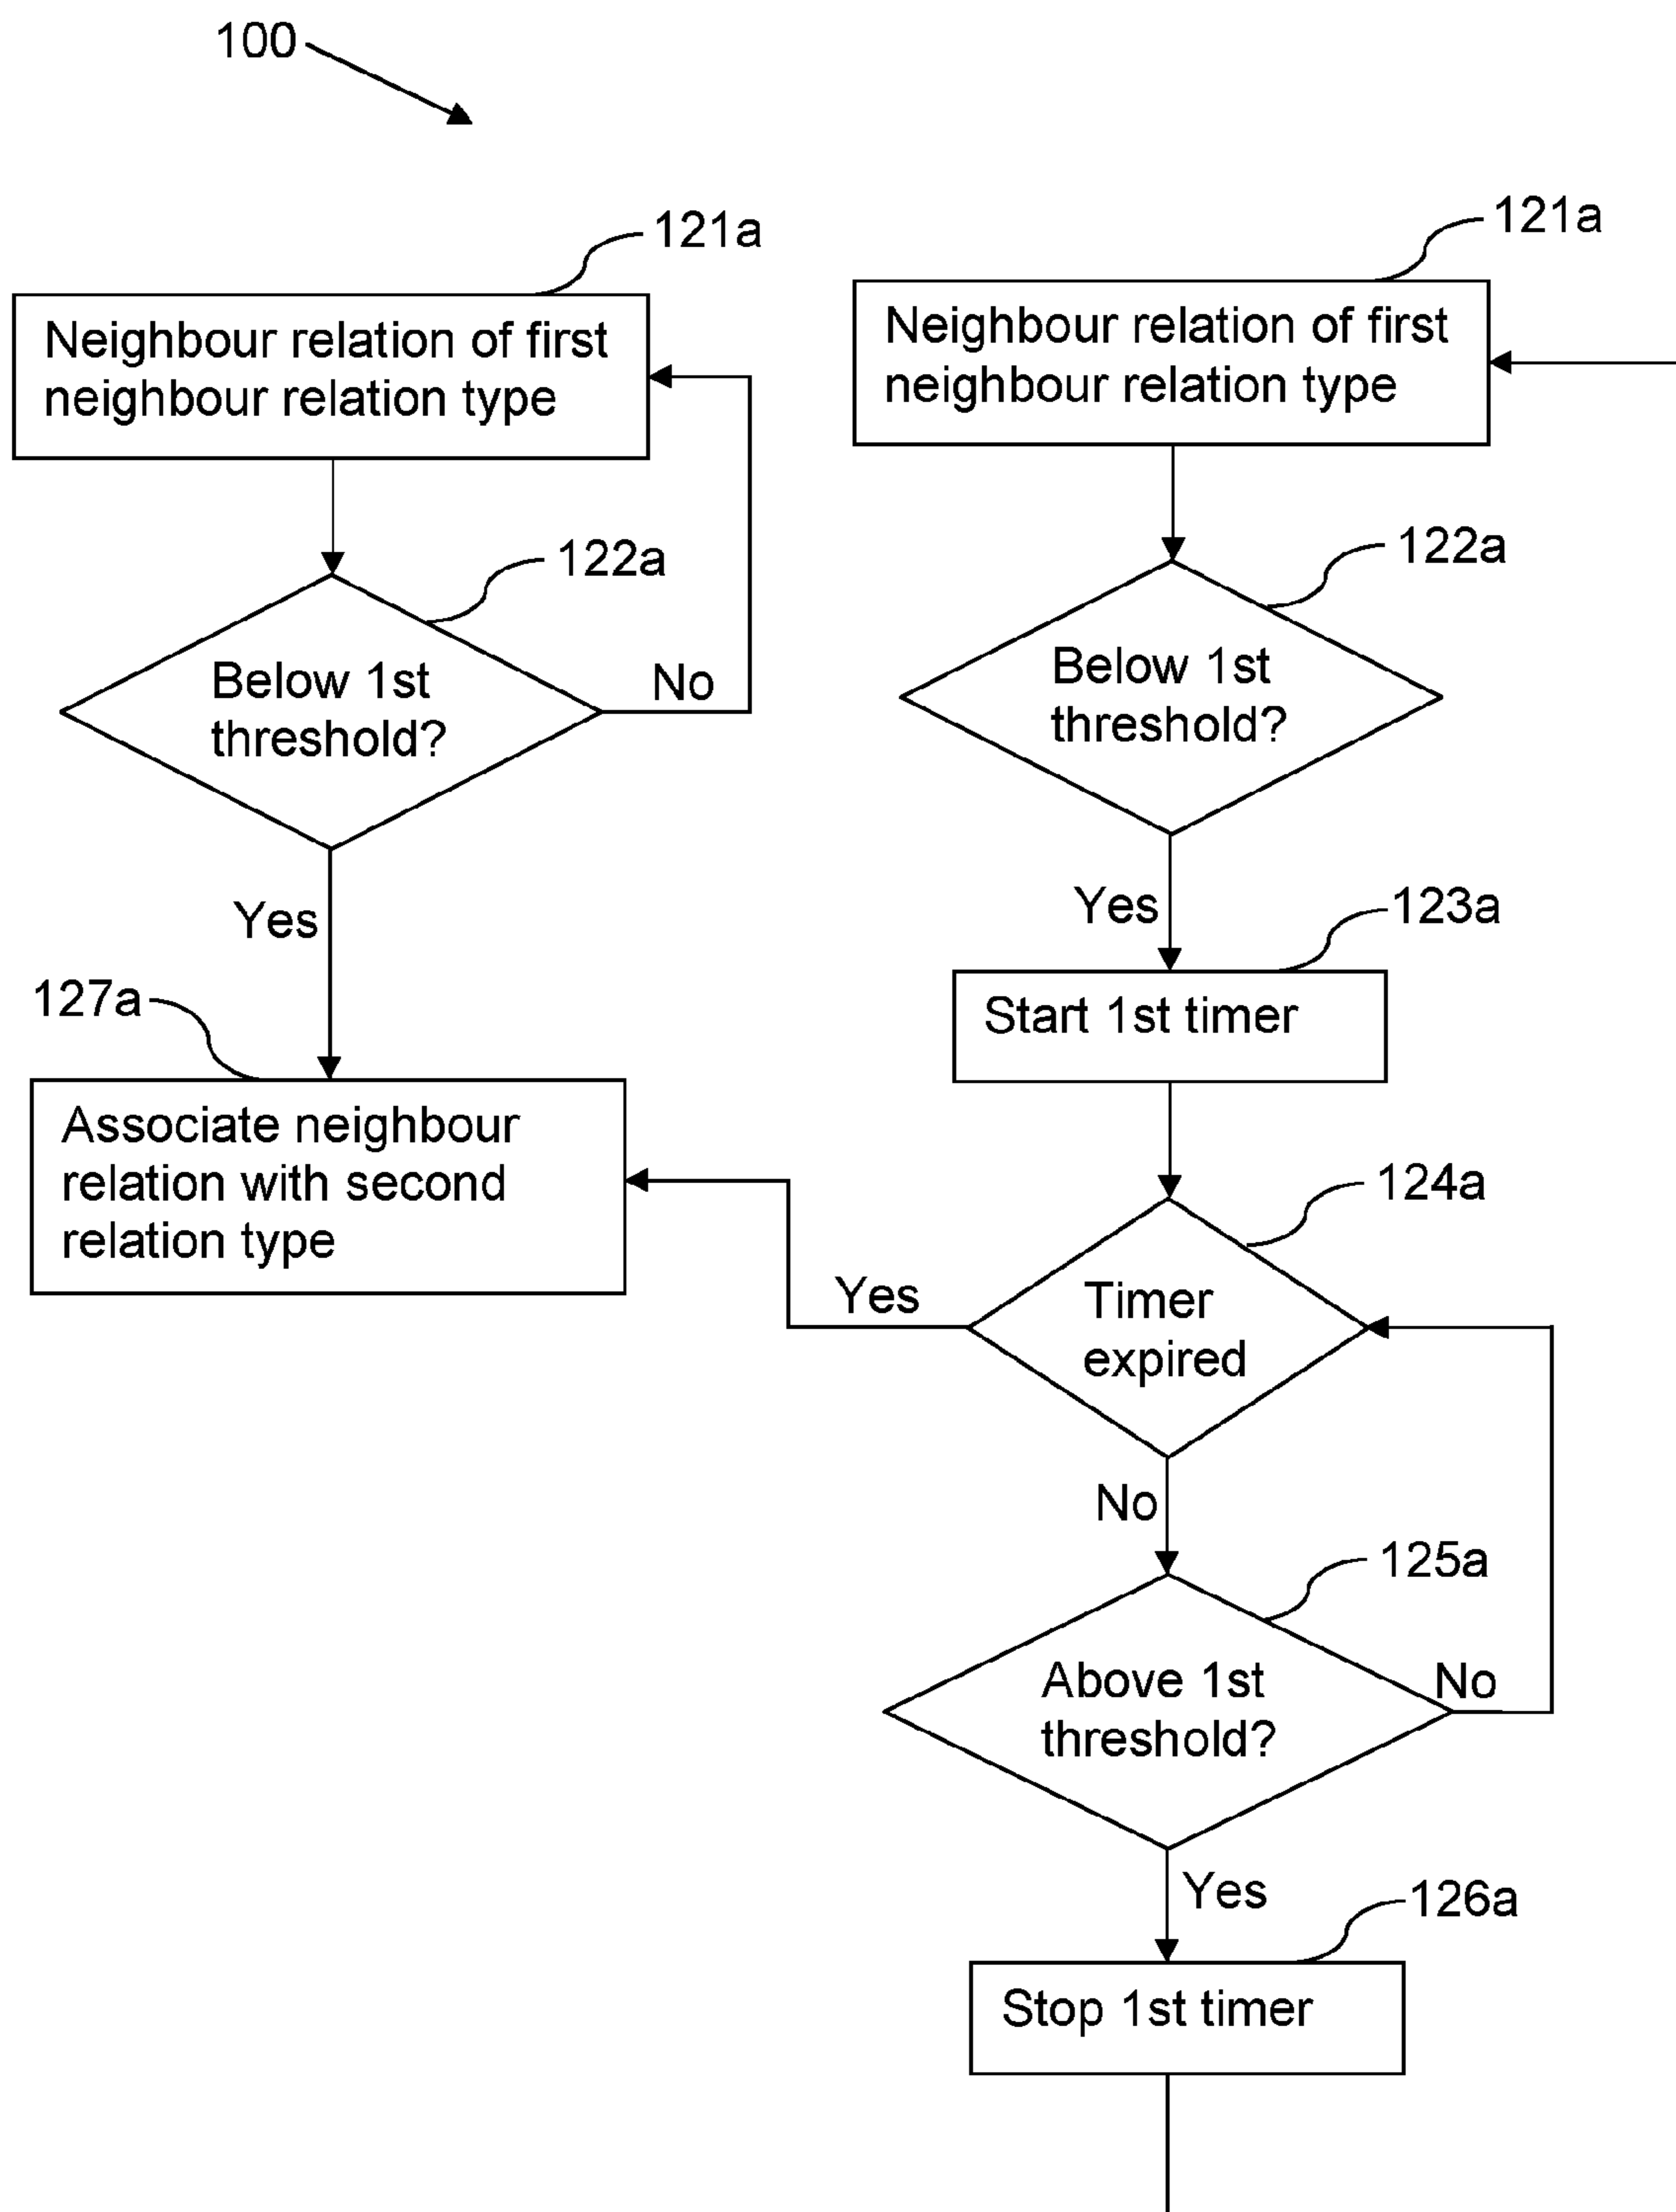 100
121a
Neighbour relation of first
neighbour relation type
122a
Below 1st
threshold?
No
Yes
127a
Associate neighbour
relation with second
relation type
121a
Neighbour relation of first
neighbour relation type
122a
Below 1st
threshold?
Yes
123a
Start 1st timer
124a
Timer
expired
Yes
No
125a
Above 1st
threshold?
No
Yes
126a
Stop 1st timer